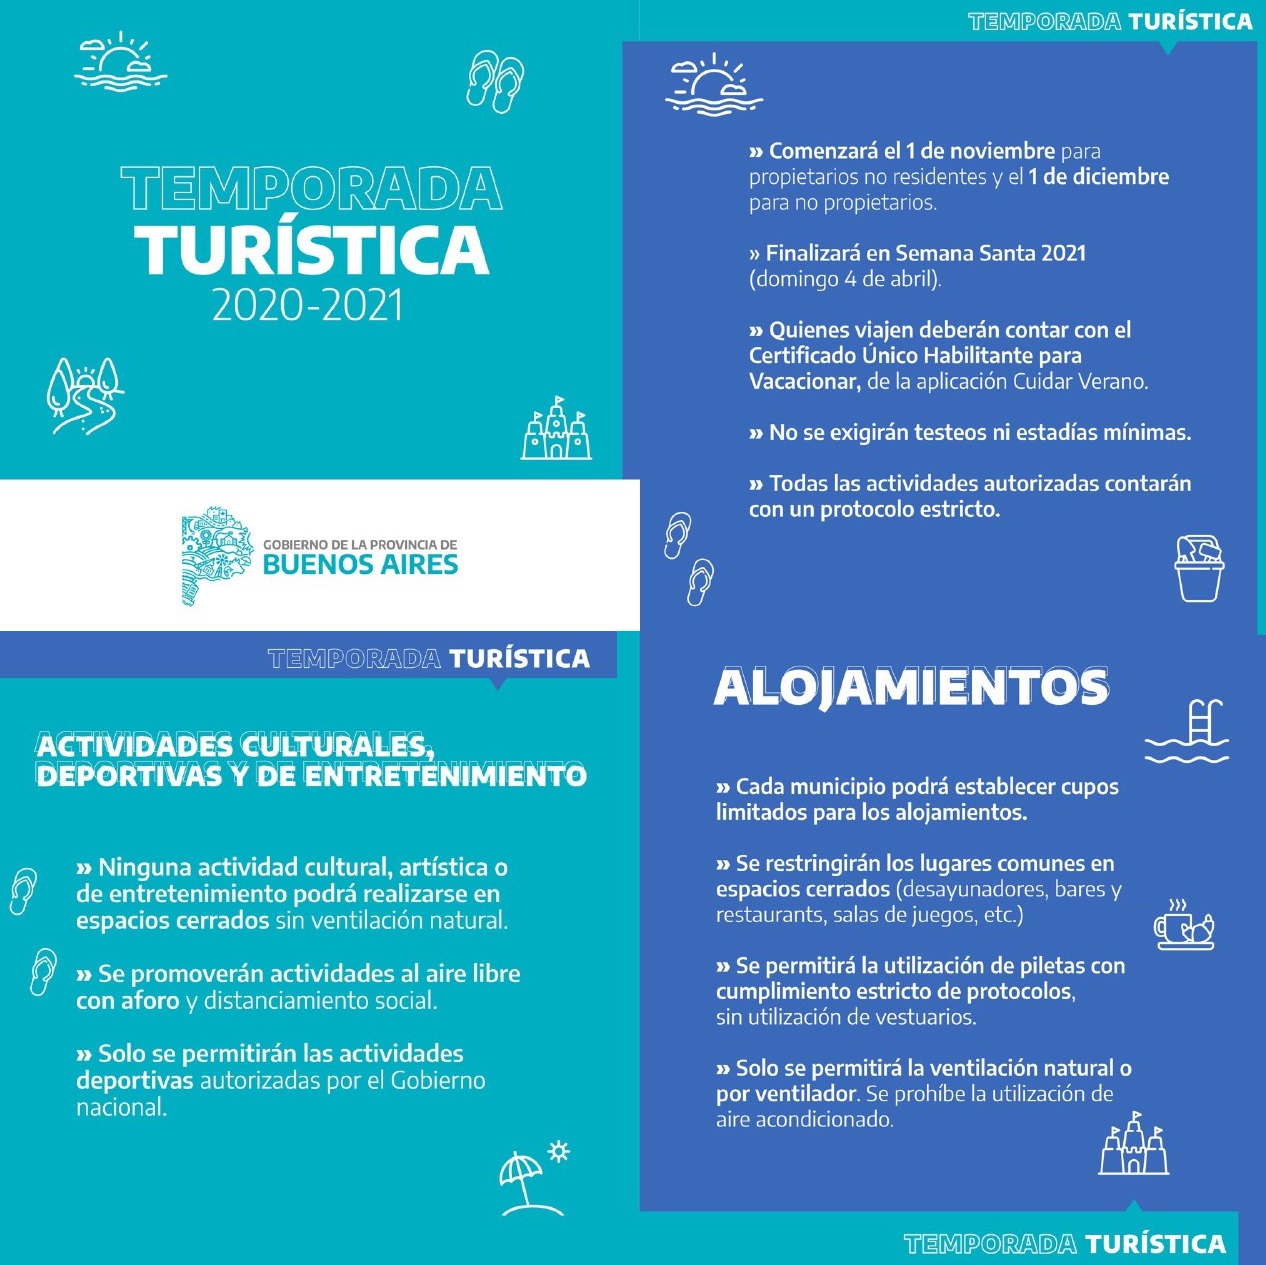 TEMPORADA
TURÍSTICA
2020-2021
GOBIERNO DE LA PROVINCIA DE
BUENOS AIRES
TEMPORADA TURÍSTICA
» Comenzará el 1 de noviembre para
propietarios no residentes y el 1 de diciembre
para no propietarios.
» Finalizará en Semana Santa 2021
(domingo 4 de abril).
» Quienes viajen deberán contar con el
Certificado Único Habilitante para
Vacacionar, de la aplicación Cuidar Verano.
» No se exigirán testeos ni estadías mínimas.
» Todas las actividades autorizadas contarán
con un protocolo estricto.
TEMPORADA TURÍSTICA
ACTIVIDADES CULTURALES,
DEPORTIVAS Y DE ENTRETENIMIENTO
» Ninguna actividad cultural, artística o
de entretenimiento podrá realizarse en
espacios cerrados sin ventilación natural.
» Se promoverán actividades al aire libre
con aforo y distanciamiento social.
» Solo se permitirán las actividades
deportivas autorizadas por el Gobierno
nacional.
ALOJAMIENTOS
» Cada municipio podrá establecer cupos
limitados para los alojamientos.
» Se restringirán los lugares comunes en
espacios cerrados (desayunadores, bares y
restaurants, salas de juegos, etc.)
» Se permitirá la utilización de piletas con
cumplimiento estricto de protocolos,
sin utilización de vestuarios.
» Solo se permitirá la ventilación natural o
por ventilador. Se prohíbe la utilización de
aire acondicionado.
TEMPORADA TURÍSTICA